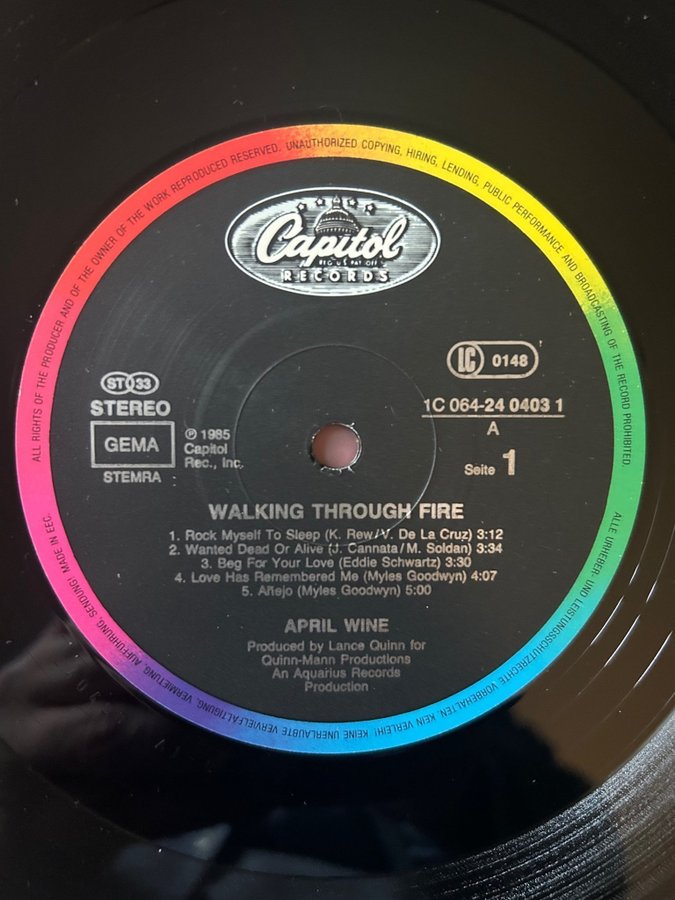 ALL RIGHTS OF THE PRODUCER AND OF THE OWNER OF THE WORK REPRODUCED RESERVED. UNAUTHORIZED COPYING, HIRING, LENDING, PUBLIC PERFORMANCE AND BROADCASTING OF THE RECORD PROHIBITED.
Capitol
REG. U.S. PAT. OFF.
RECORDS
LC 0148
ST 33
STEREO
GEMA
STEMRA
℗ 1985
Capitol
Rec., Inc.
1C 064-24 0403 1
A
Seite 1
WALKING THROUGH FIRE
1. Rock Myself To Sleep (K. Rew/V. De La Cruz) 3:12
2. Wanted Dead Or Alive (J. Cannata/M. Soldan) 3:34
3. Beg For Your Love (Eddie Schwartz) 3:30
4. Love Has Remembered Me (Myles Goodwyn) 4:07
5. Añejo (Myles Goodwyn) 5:00
APRIL WINE
Produced by Lance Quinn for
Quinn-Mann Productions
An Aquarius Records
Production
ALLE URHEBER- UND LEISTUNGSSCHUTZRECHTE VORBEHALTEN. KEIN VERLEIH! KEINE UNERLAUBTE VERVIELFÄLTIGUNG, VERMIETUNG, AUFFÜHRUNG, SENDUNG! MADE IN EEC.